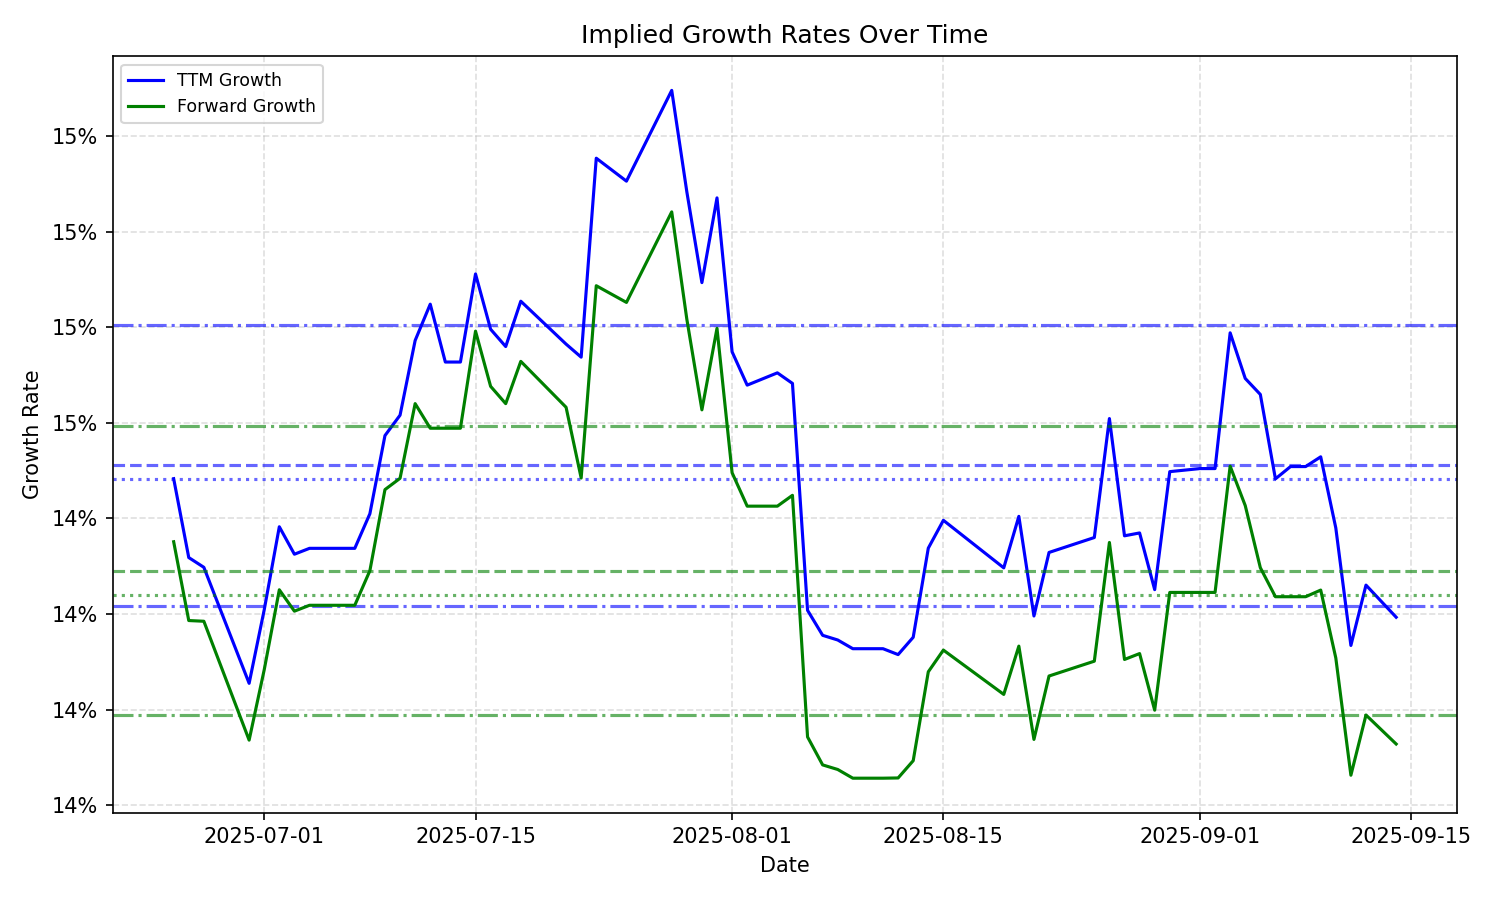 Implied Growth Rates Over Time
TTM Growth
Forward Growth
15%
15%
15%
15%
14%
14%
14%
14%
Growth Rate
2025-07-01
2025-07-15
2025-08-01
2025-08-15
2025-09-01
2025-09-15
Date